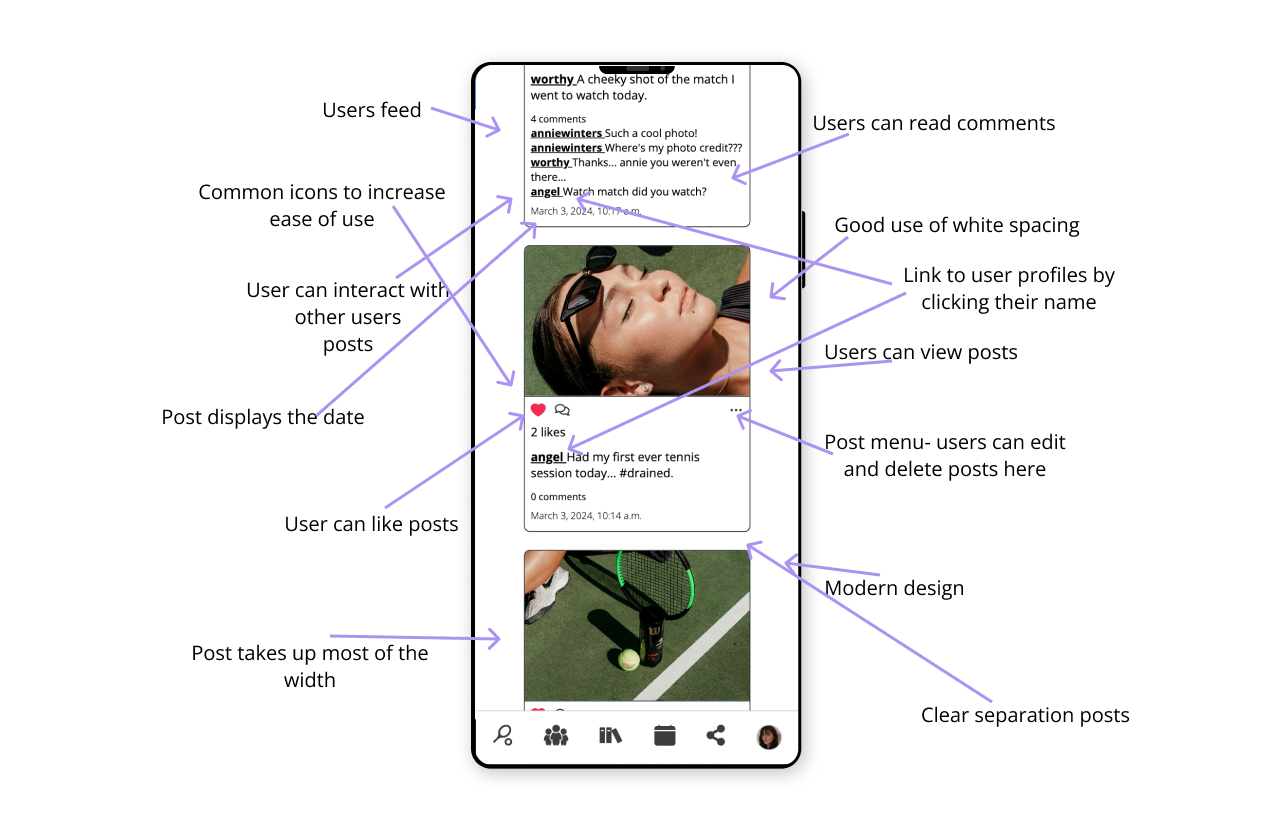 Users feed
Common icons to increase
ease of use
User can interact with
other users
posts
Post displays the date
User can like posts
Post takes up most of the
width
worthy A cheeky shot of the match I
went to watch today.
4 comments
anniewinters Such a cool photo!
anniewinters Where's my photo credit???
worthy Thanks... annie you weren't even
there...
angel Watch match did you watch?
March 3, 2024, 10:17 a.m.
2 likes
angel Had my first ever tennis
session today... #drained.
0 comments
March 3, 2024, 10:14 a.m.
W
Users can read comments
Good use of white spacing
Link to user profiles by
clicking their name
Users can view posts
Post menu- users can edit
and delete posts here
Modern design
Clear separation posts